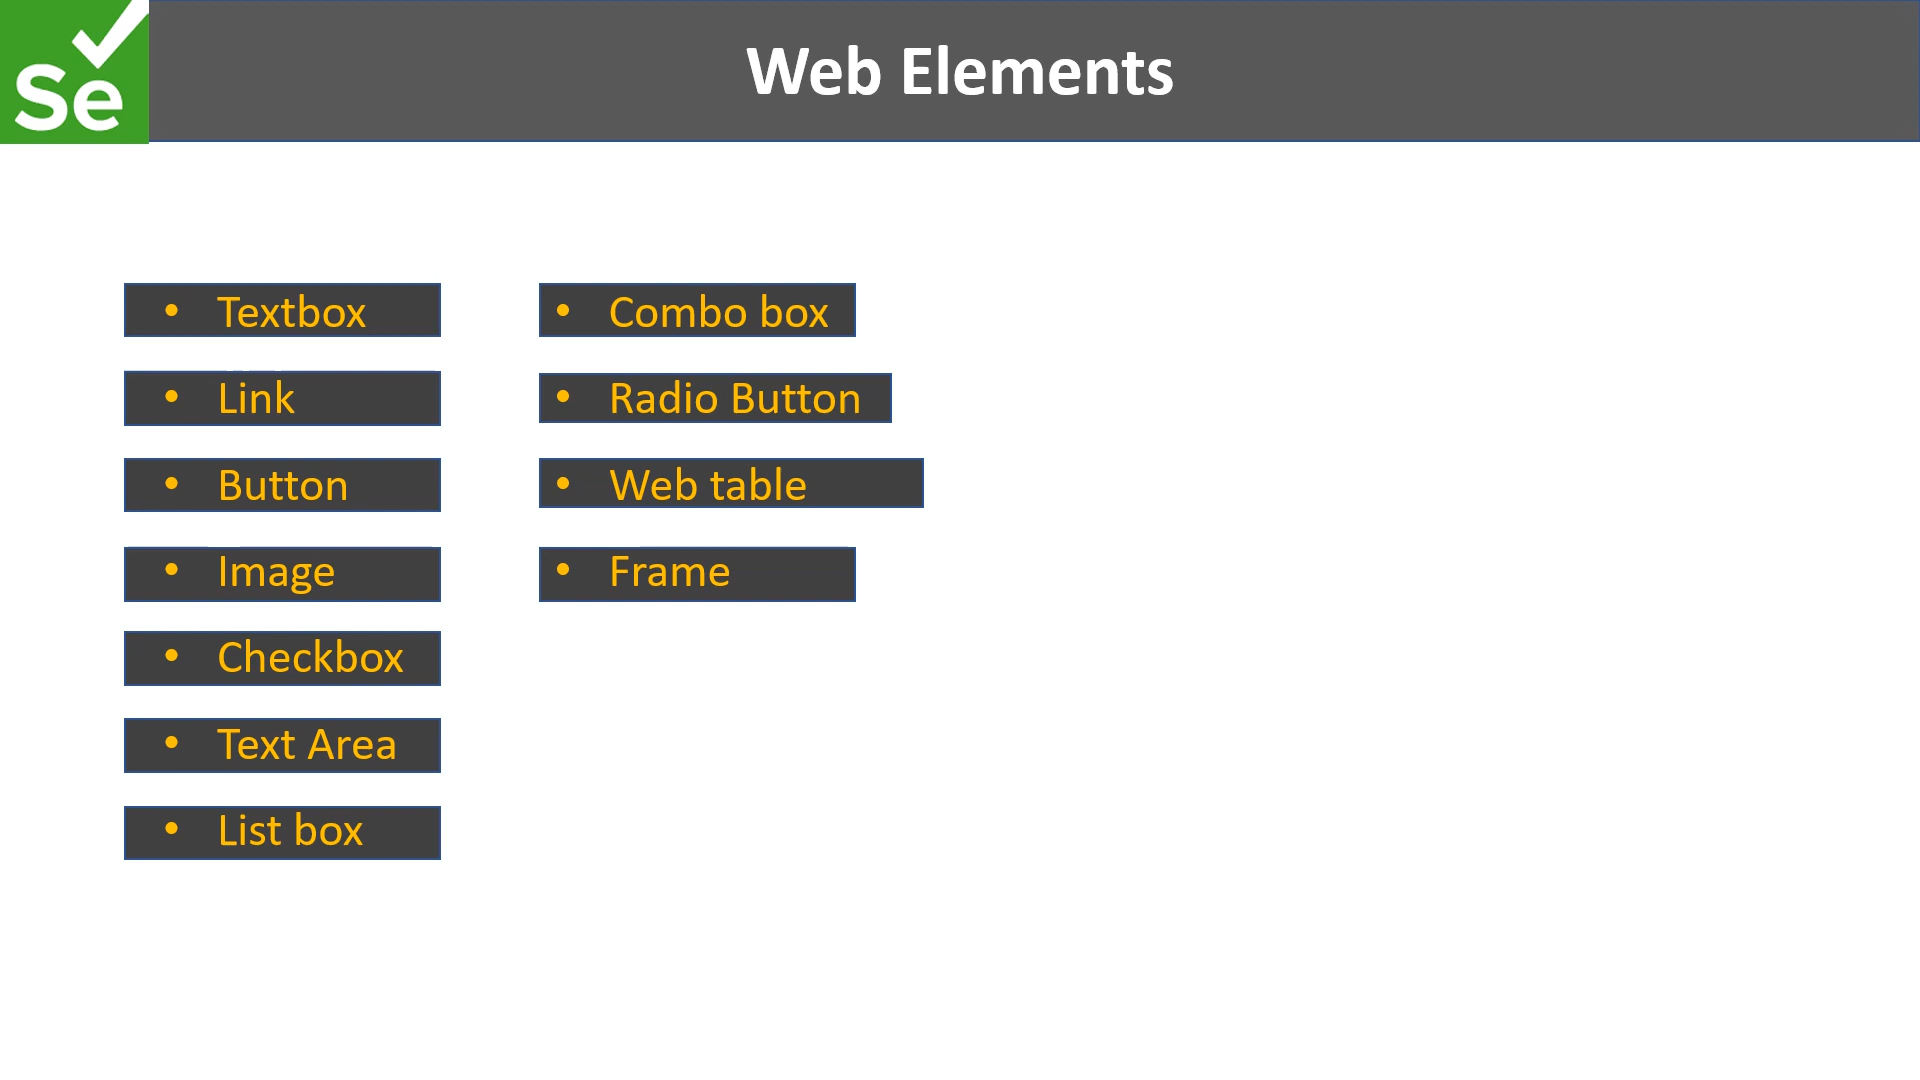 Se
Web Elements
• Textbox
• Link
• Button
• Image
• Checkbox
• Text Area
• List box
• Combo box
• Radio Button
• Web table
• Frame